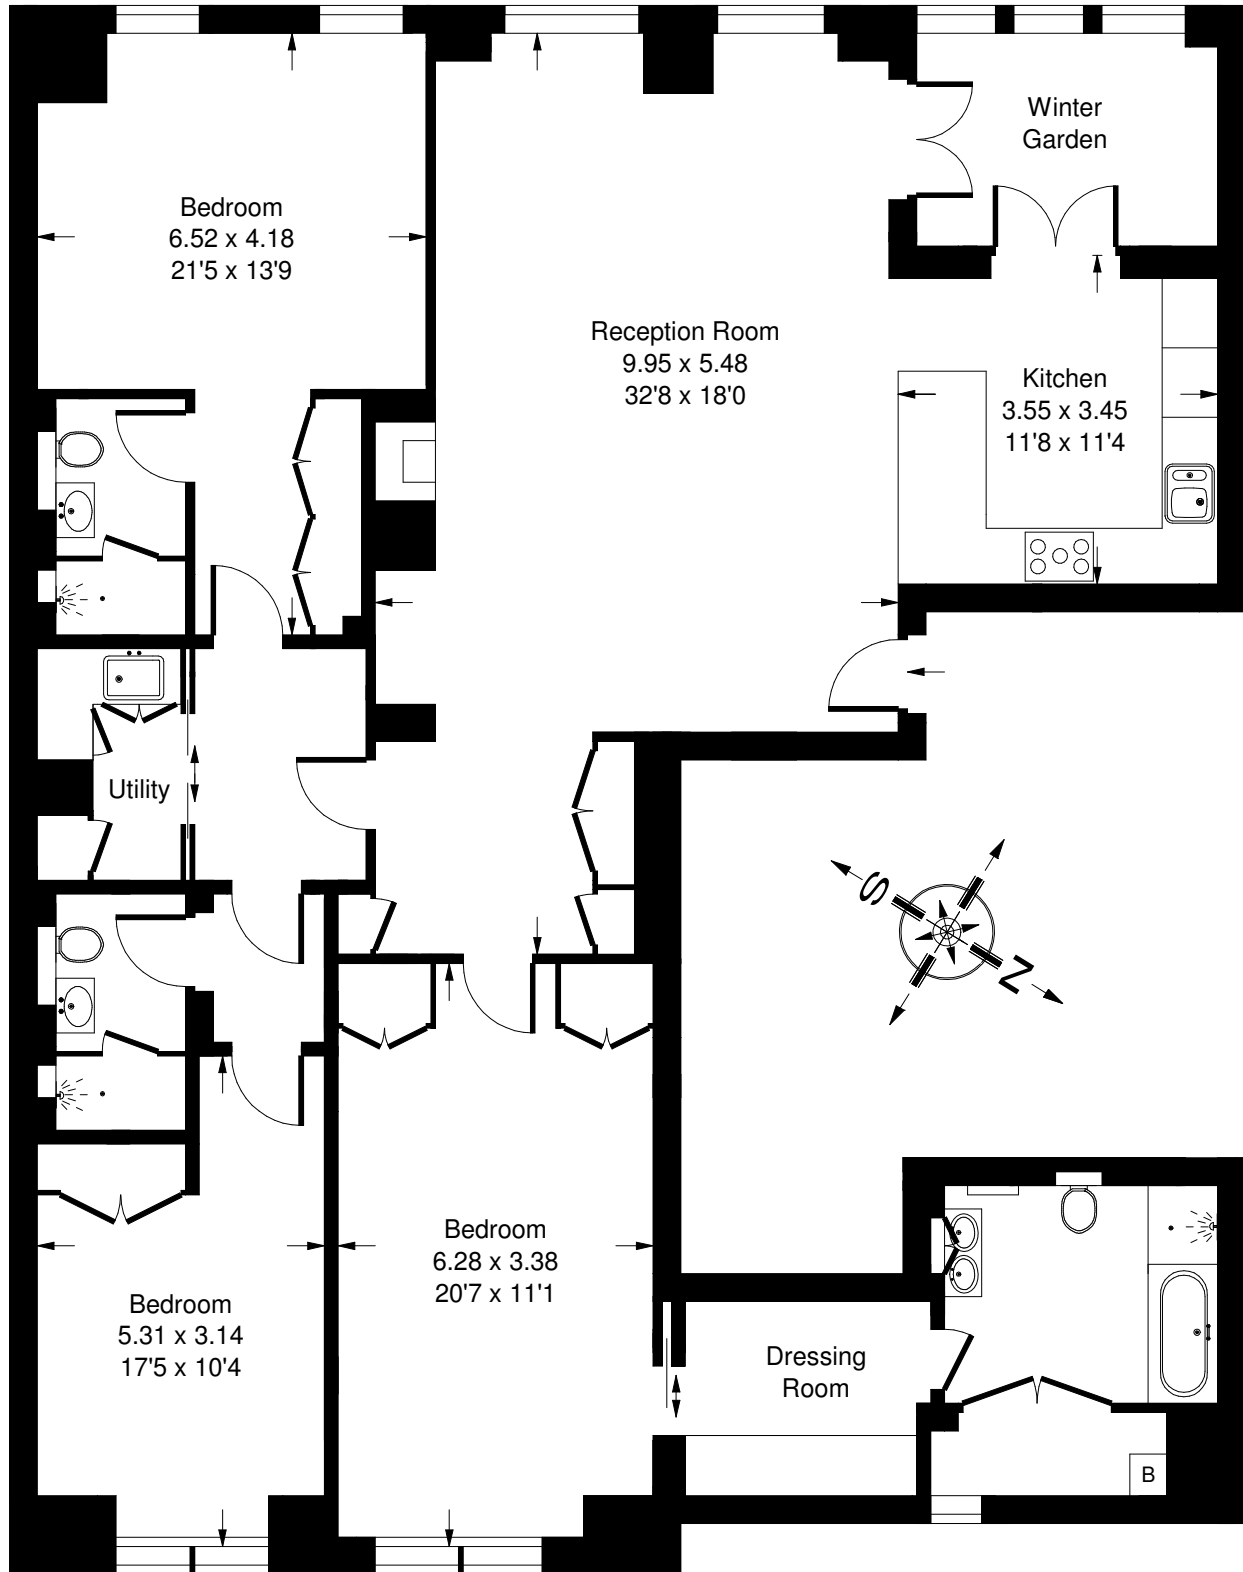 Winter
Garden
Bedroom
6.52 x 4.18
21'5 x 13'9
Reception Room
9.95 x 5.48
32'8 x 18'0
Kitchen
3.55 x 3.45
11'8 x 11'4
Utility
S
N
Bedroom
6.28 x 3.38
20'7 x 11'1
Bedroom
5.31 x 3.14
17'5 x 10'4
Dressing
Room
B